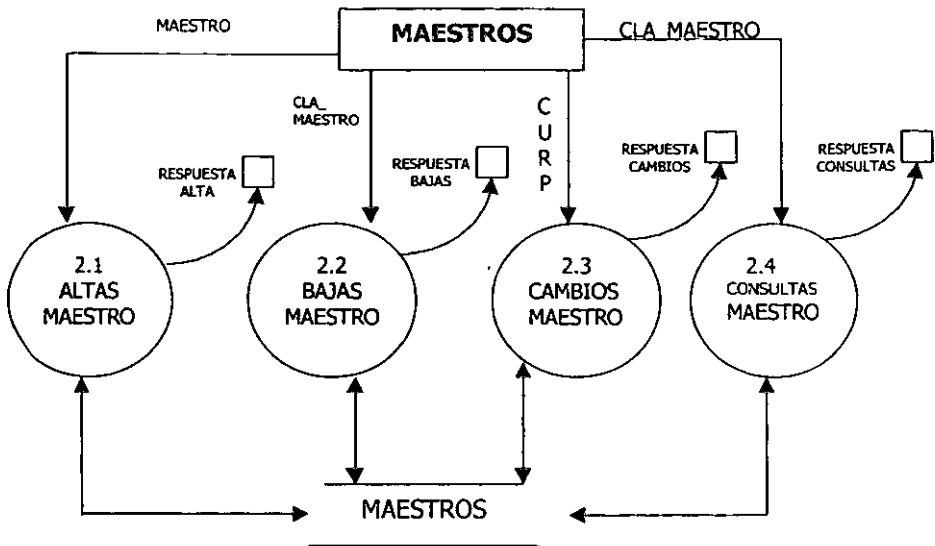 MAESTRO
MAESTROS
CLA_MAESTRO
CLA_
MAESTRO
CURP
RESPUESTA
ALTA
RESPUESTA
BAJAS
RESPUESTA
CAMBIOS
RESPUESTA
CONSULTAS
2.1
ALTAS
MAESTRO
2.2
BAJAS
MAESTRO
2.3
CAMBIOS
MAESTRO
2.4
CONSULTAS
MAESTRO
MAESTROS